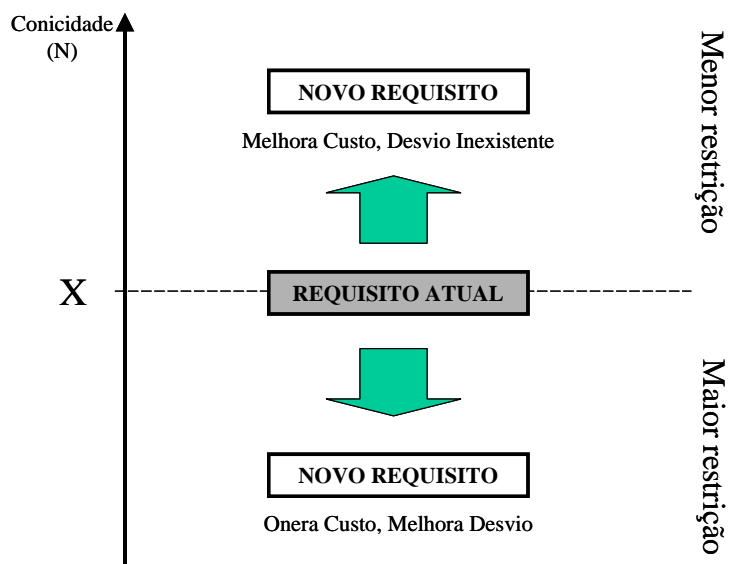 Conicidade
(N)
NOVO REQUISITO
Melhora Custo, Desvio Inexistente
Menor restrição
X
REQUISITO ATUAL
NOVO REQUISITO
Onera Custo, Melhora Desvio
Maior restrição